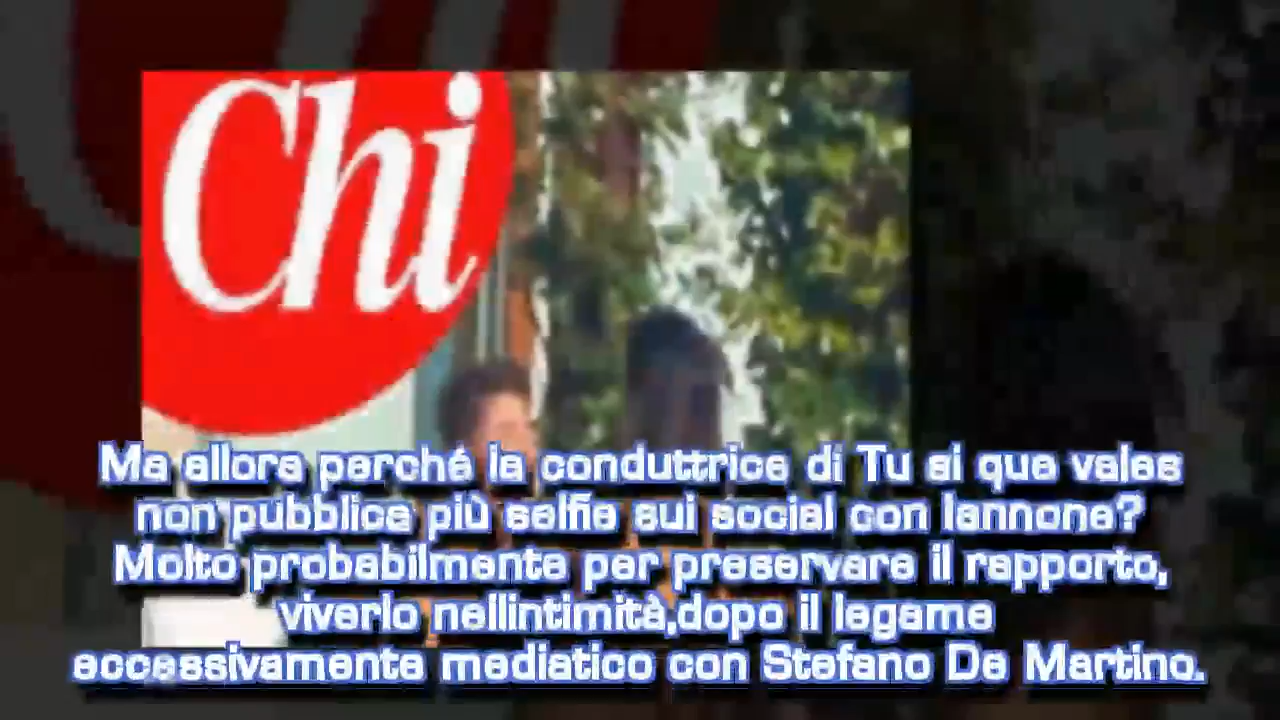 Chi
Ma allora perché la conduttrice di Tu si que vales
non pubblica più selfie sui social con Iannone?
Molto probabilmente per preservare il rapporto,
viverlo nellintimità,dopo il legame
eccessivamente mediatico con Stefano De Martino.